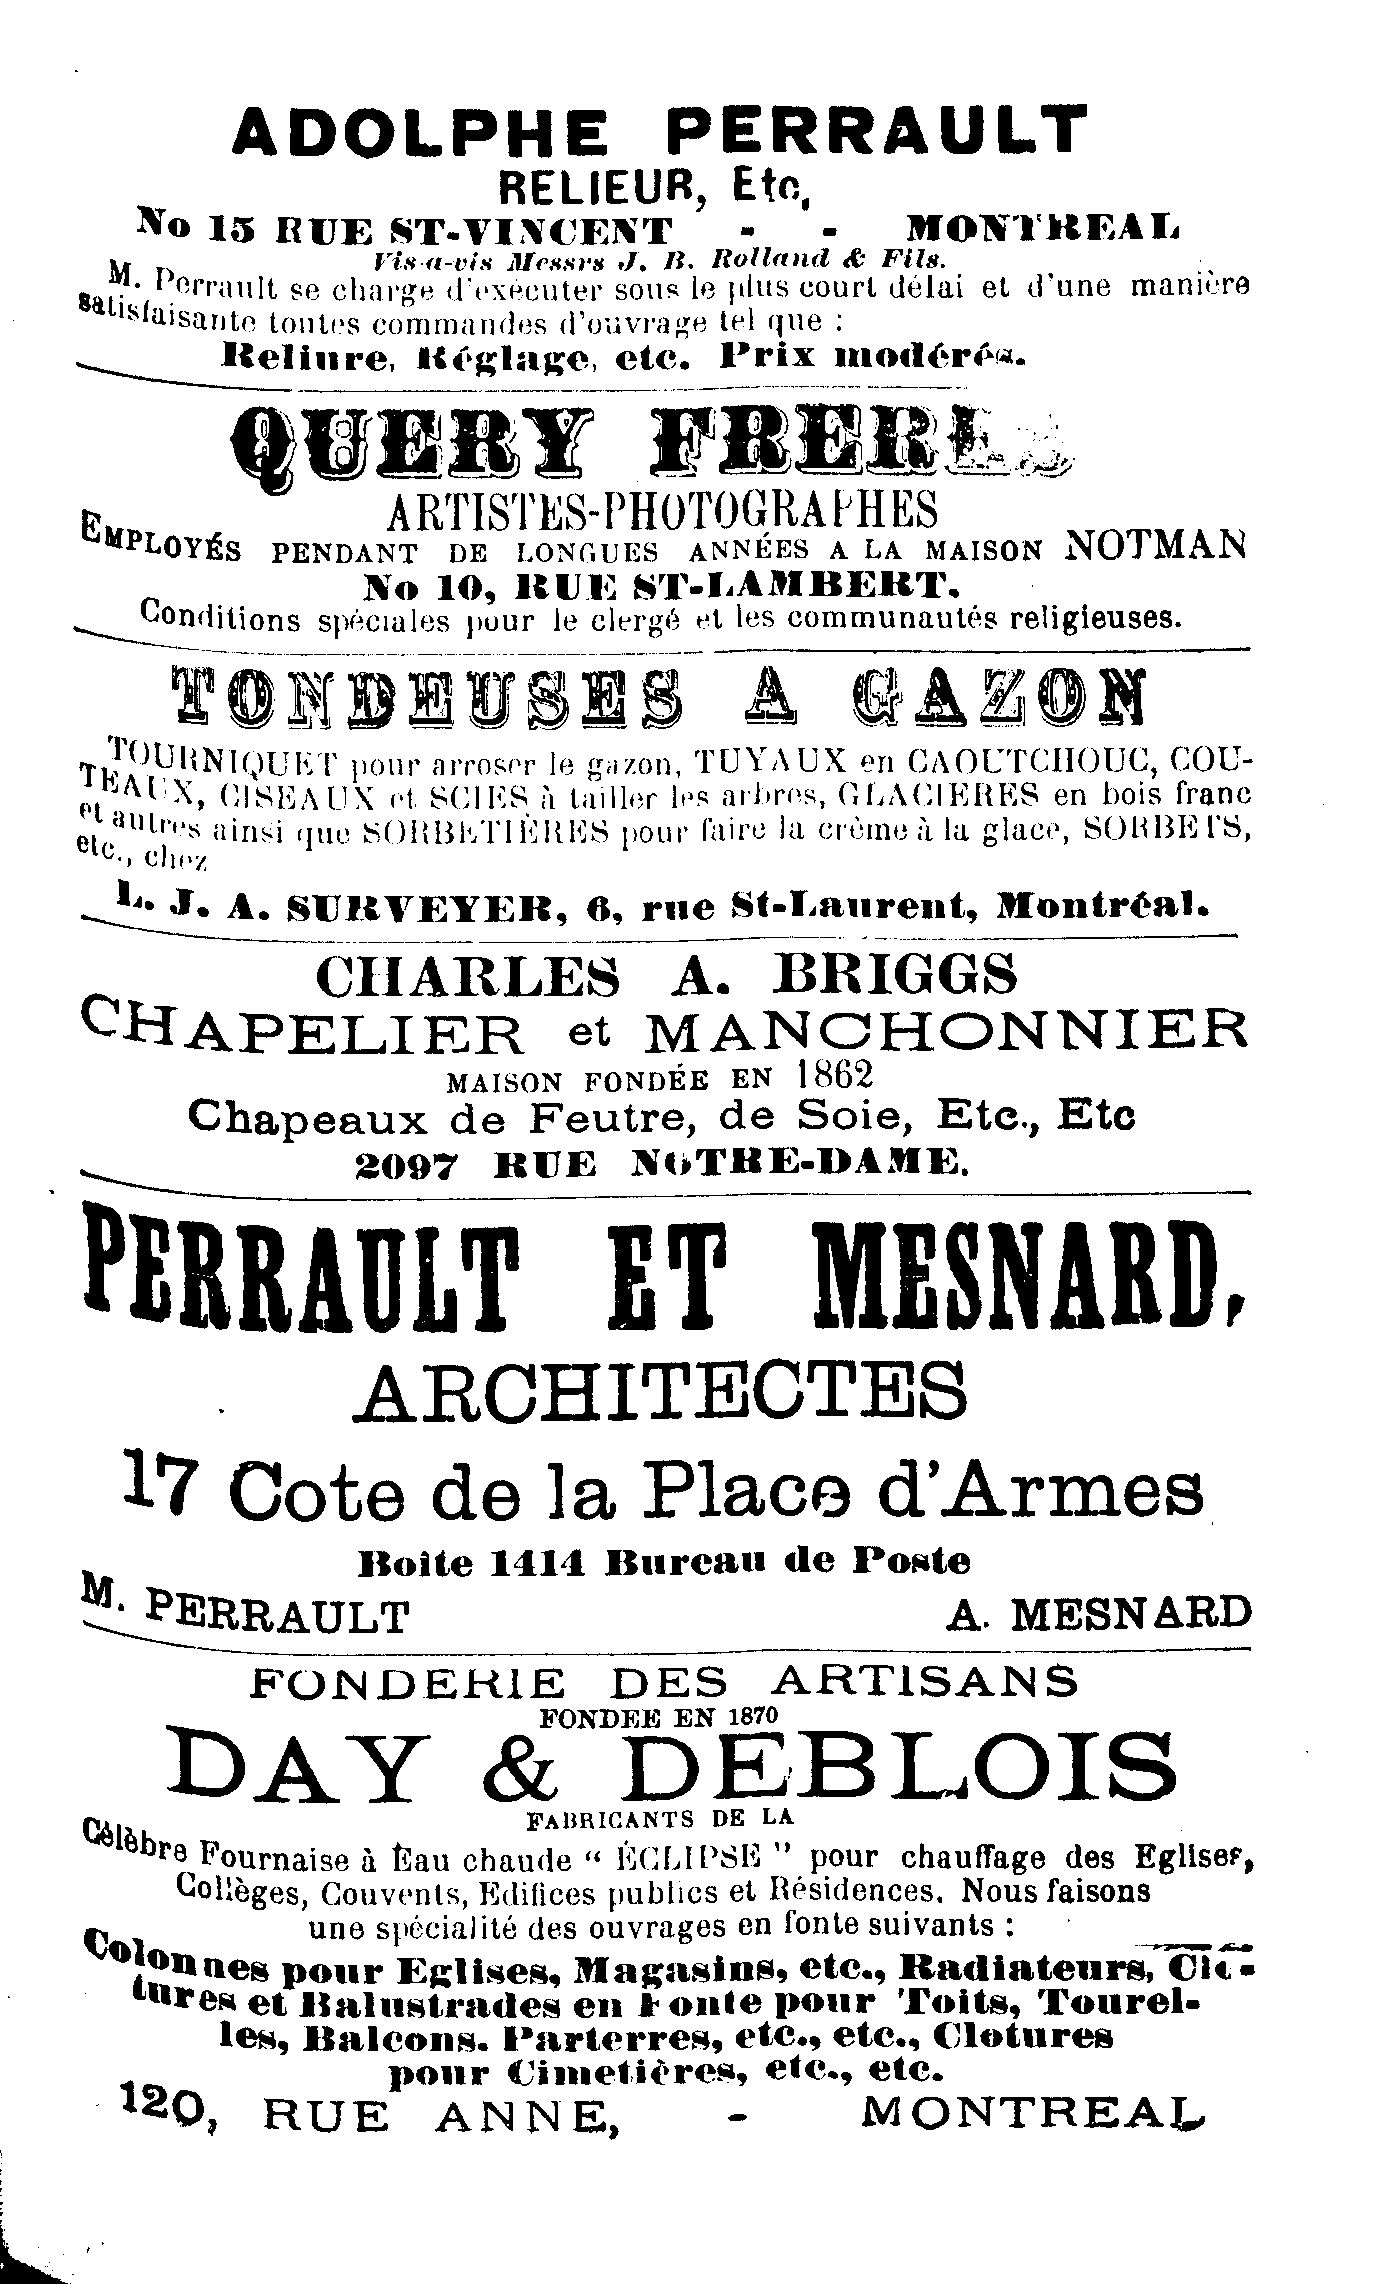 ADOLPHE PERRAULT
RELIEUR, Etc,
No 15 RUE ST-VINCENT - - MONTREAL
Vis-a-vis Messrs J. B. Rolland & Fils.
M. Perrault se charge d'exécuter sous le plus court délai et d'une manière
satisfaisante toutes commandes d'ouvrage tel que :
Reliure, Réglage, etc. Prix modérés.
QUERY FRERES
ARTISTES-PHOTOGRAPHES
EMPLOYÉS PENDANT DE LONGUES ANNÉES A LA MAISON NOTMAN
No 10, RUE ST-LAMBERT.
Conditions spéciales pour le clergé et les communautés religieuses.
TONDEUSES A GAZON
TOURNIQUET pour arroser le gazon, TUYAUX en CAOUTCHOUC, COU-
TEAUX, CISEAUX et SCIES à tailler les arbres, GLACIERES en bois franc
et autres ainsi que SORBETIÈRES pour faire la crème à la glace, SORBETS,
etc., chez
L. J. A. SURVEYER, 6, rue St-Laurent, Montréal.
CHARLES A. BRIGGS
CHAPELIER et MANCHONNIER
MAISON FONDÉE EN 1862
Chapeaux de Feutre, de Soie, Etc., Etc
2097 RUE NOTRE-DAME.
PERRAULT ET MESNARD,
ARCHITECTES
17 Cote de la Place d'Armes
Boite 1414 Bureau de Poste
M. PERRAULT A. MESNARD
FONDERIE DES ARTISANS
FONDEE EN 1870
DAY & DEBLOIS
FABRICANTS DE LA
Célèbre Fournaise à Eau chaude " ÉCLIPSE " pour chauffage des Eglises,
Collèges, Couvents, Edifices publics et Résidences. Nous faisons
une spécialité des ouvrages en fonte suivants :
Colonnes pour Eglises, Magasins, etc., Radiateurs,
tures et Balustrades en Fonte pour Toits, Tourel-
les, Balcons. Parterres, etc., etc., Clotures
pour Cimetières, etc., etc.
120, RUE ANNE, - MONTREAL